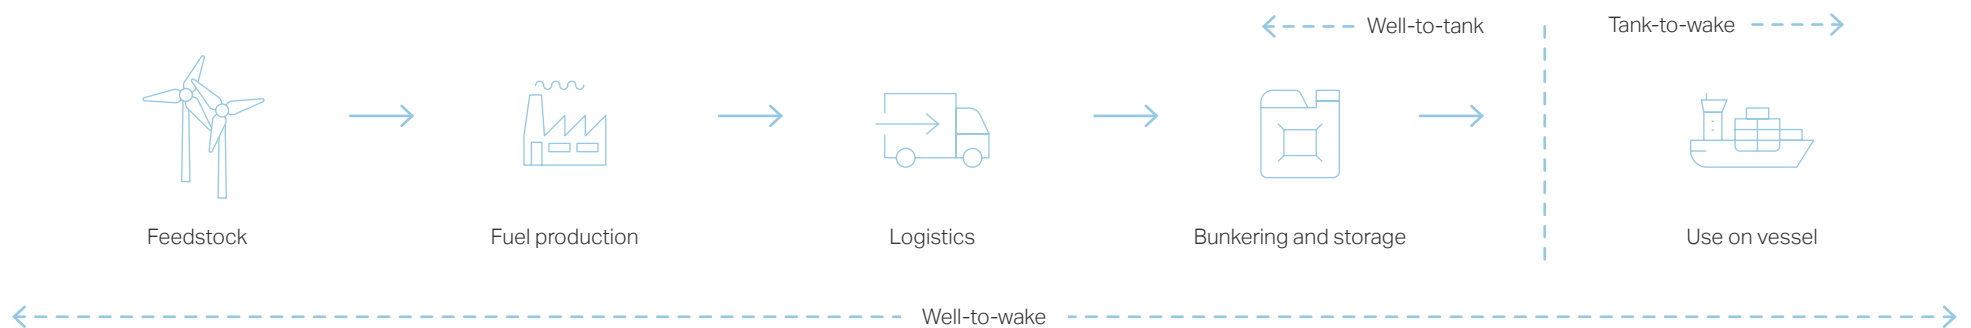 Well-to-tank
Tank-to-wake
Feedstock
Fuel production
Logistics
Bunkering and storage
Use on vessel
Well-to-wake